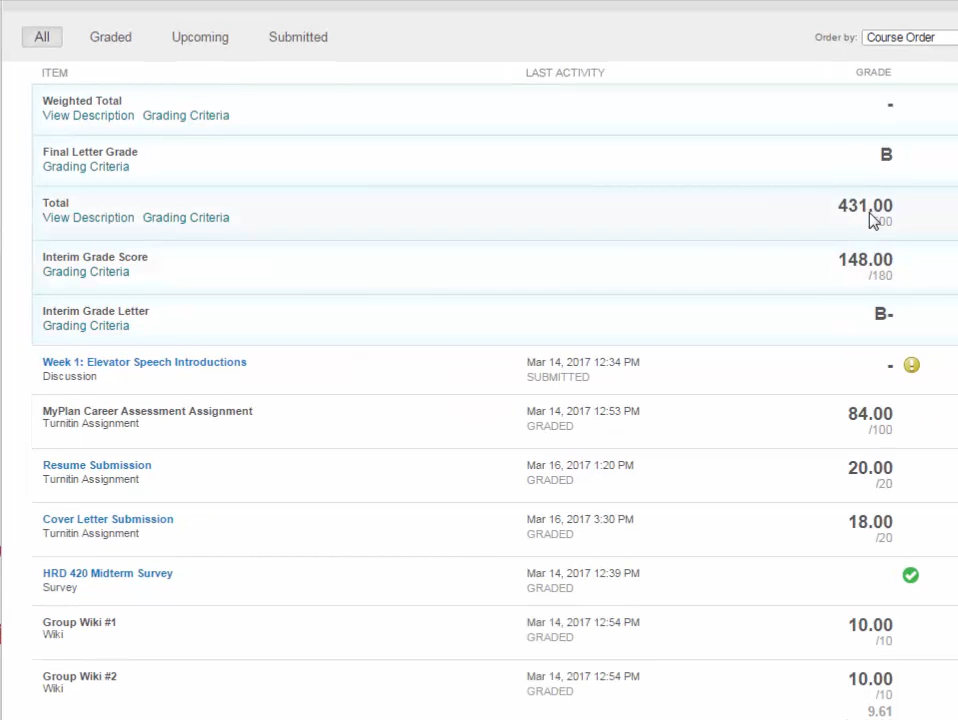 All Graded Upcoming Submitted Order by: Course Order
ITEM LAST ACTIVITY GRADE
Weighted Total -
View Description Grading Criteria
Final Letter Grade B
Grading Criteria
Total 431.00
View Description Grading Criteria
Interim Grade Score 148.00
Grading Criteria /180
Interim Grade Letter B-
Grading Criteria
Week 1: Elevator Speech Introductions Mar 14, 2017 12:34 PM -
Discussion SUBMITTED
MyPlan Career Assessment Assignment Mar 14, 2017 12:53 PM 84.00
Turnitin Assignment GRADED /100
Resume Submission Mar 16, 2017 1:20 PM 20.00
Turnitin Assignment GRADED /20
Cover Letter Submission Mar 16, 2017 3:30 PM 18.00
Turnitin Assignment GRADED /20
HRD 420 Midterm Survey Mar 14, 2017 12:39 PM
Survey GRADED
Group Wiki #1 Mar 14, 2017 12:54 PM 10.00
Wiki GRADED /10
Group Wiki #2 Mar 14, 2017 12:54 PM 10.00
Wiki GRADED /10
9.61